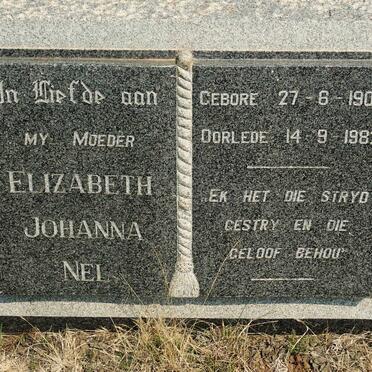 In Liefde aan
MY MOEDER
ELIZABETH
JOHANNA
NEL
GEBORE 27-6-190
OORLEDE 14-9-198
„EK HET DIE STRYD
GESTRY EN DIE
GELOOF BEHOU"